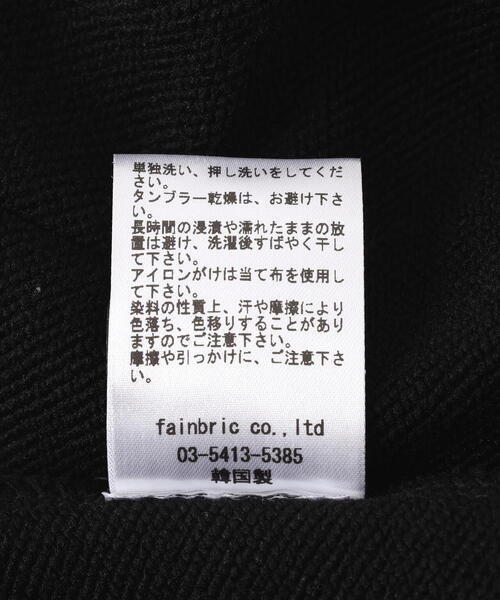 単独洗い、押し洗いをしてくだ
さい。
タンブラー乾燥は、お避け下さ
い。
長時間の浸漬や濡れたままの放
置は避け、洗濯後すばやく干し
て下さい。
アイロンがけは当て布を使用し
て下さい。
染料の性質上、汗や摩擦により
色落ち、色移りすることがあり
ますのでご注意下さい。
摩擦や引っかけに、ご注意下さ
い。
fainbric co.,ltd
03-5413-5385
韓国製